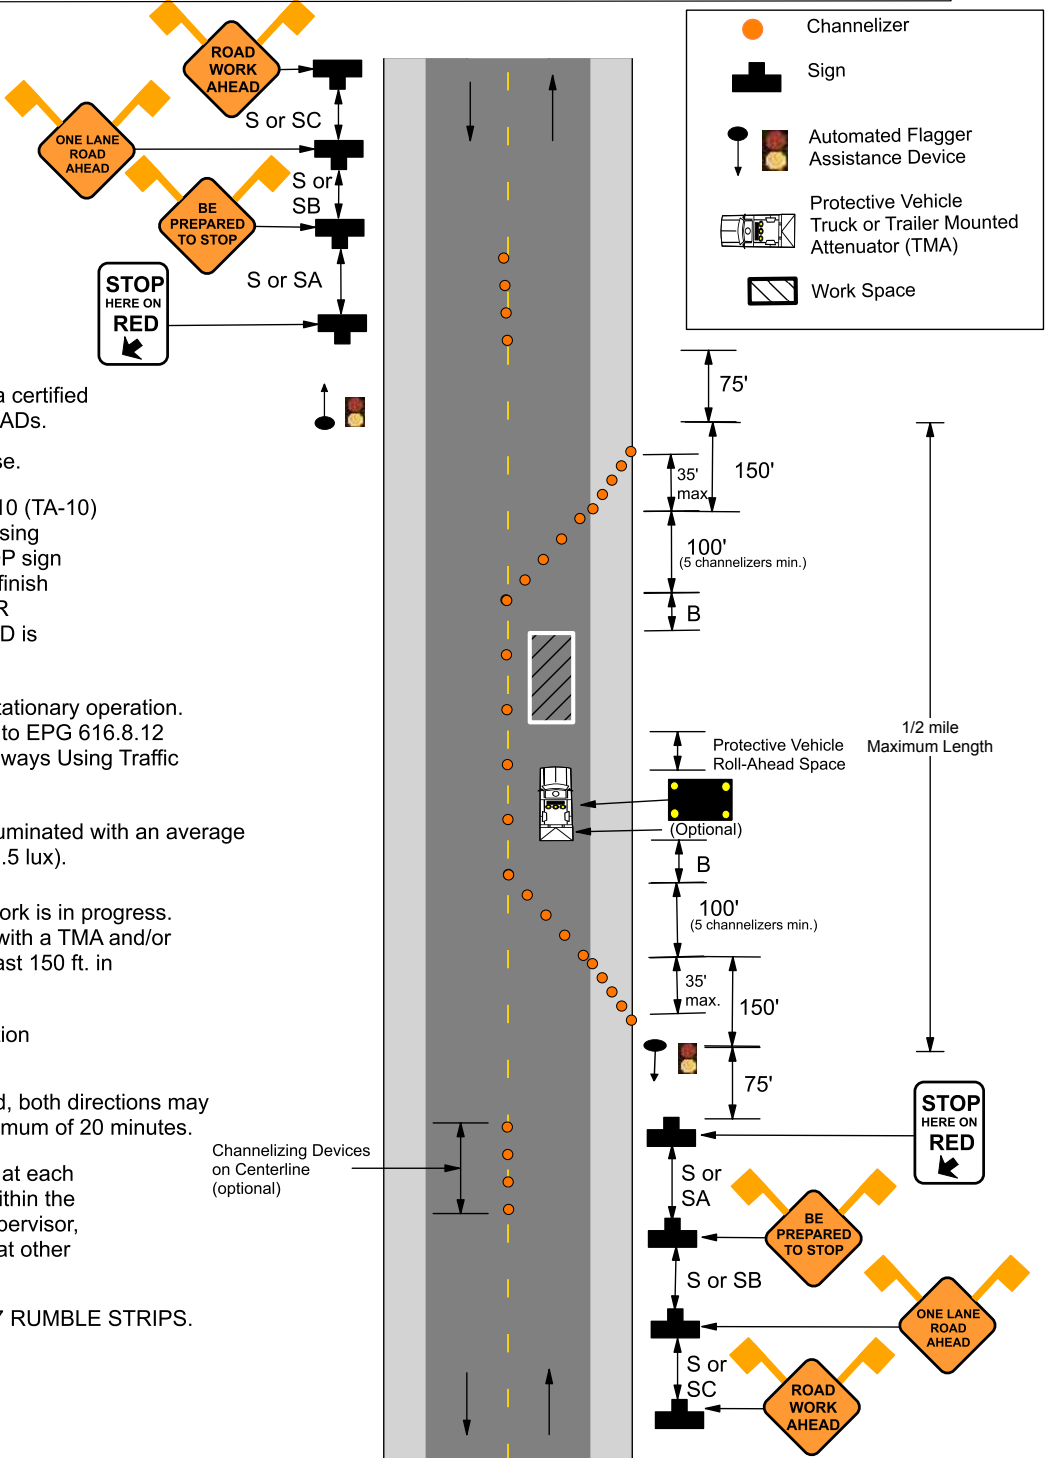 ROAD
WORK
AHEAD
S or SC
ONE LANE
ROAD
AHEAD
S or
SB
BE
PREPARED
TO STOP
S or SA
STOP
HERE ON
RED
Channelizer
Sign
Automated Flagger
Assistance Device
Protective Vehicle
Truck or Trailer Mounted
Attenuator (TMA)
Work Space
a certified
ADs.
se.
10 (TA-10)
sing
P sign
finish
R
D is
tationary operation.
to EPG 616.8.12
ways Using Traffic
uminated with an average
.5 lux).
ork is in progress.
with a TMA and/or
ast 150 ft. in
tion
d, both directions may
mum of 20 minutes.
at each
ithin the
pervisor,
at other
7 RUMBLE STRIPS.
75'
150'
35'
max.
100'
(5 channelizers min.)
B
1/2 mile
Maximum Length
Protective Vehicle
Roll-Ahead Space
(Optional)
B
100'
(5 channelizers min.)
35'
max.
150'
75'
Channelizing Devices
on Centerline
(optional)
STOP
HERE ON
RED
S or
SA
BE
PREPARED
TO STOP
S or SB
ONE LANE
ROAD
AHEAD
S or
SC
ROAD
WORK
AHEAD